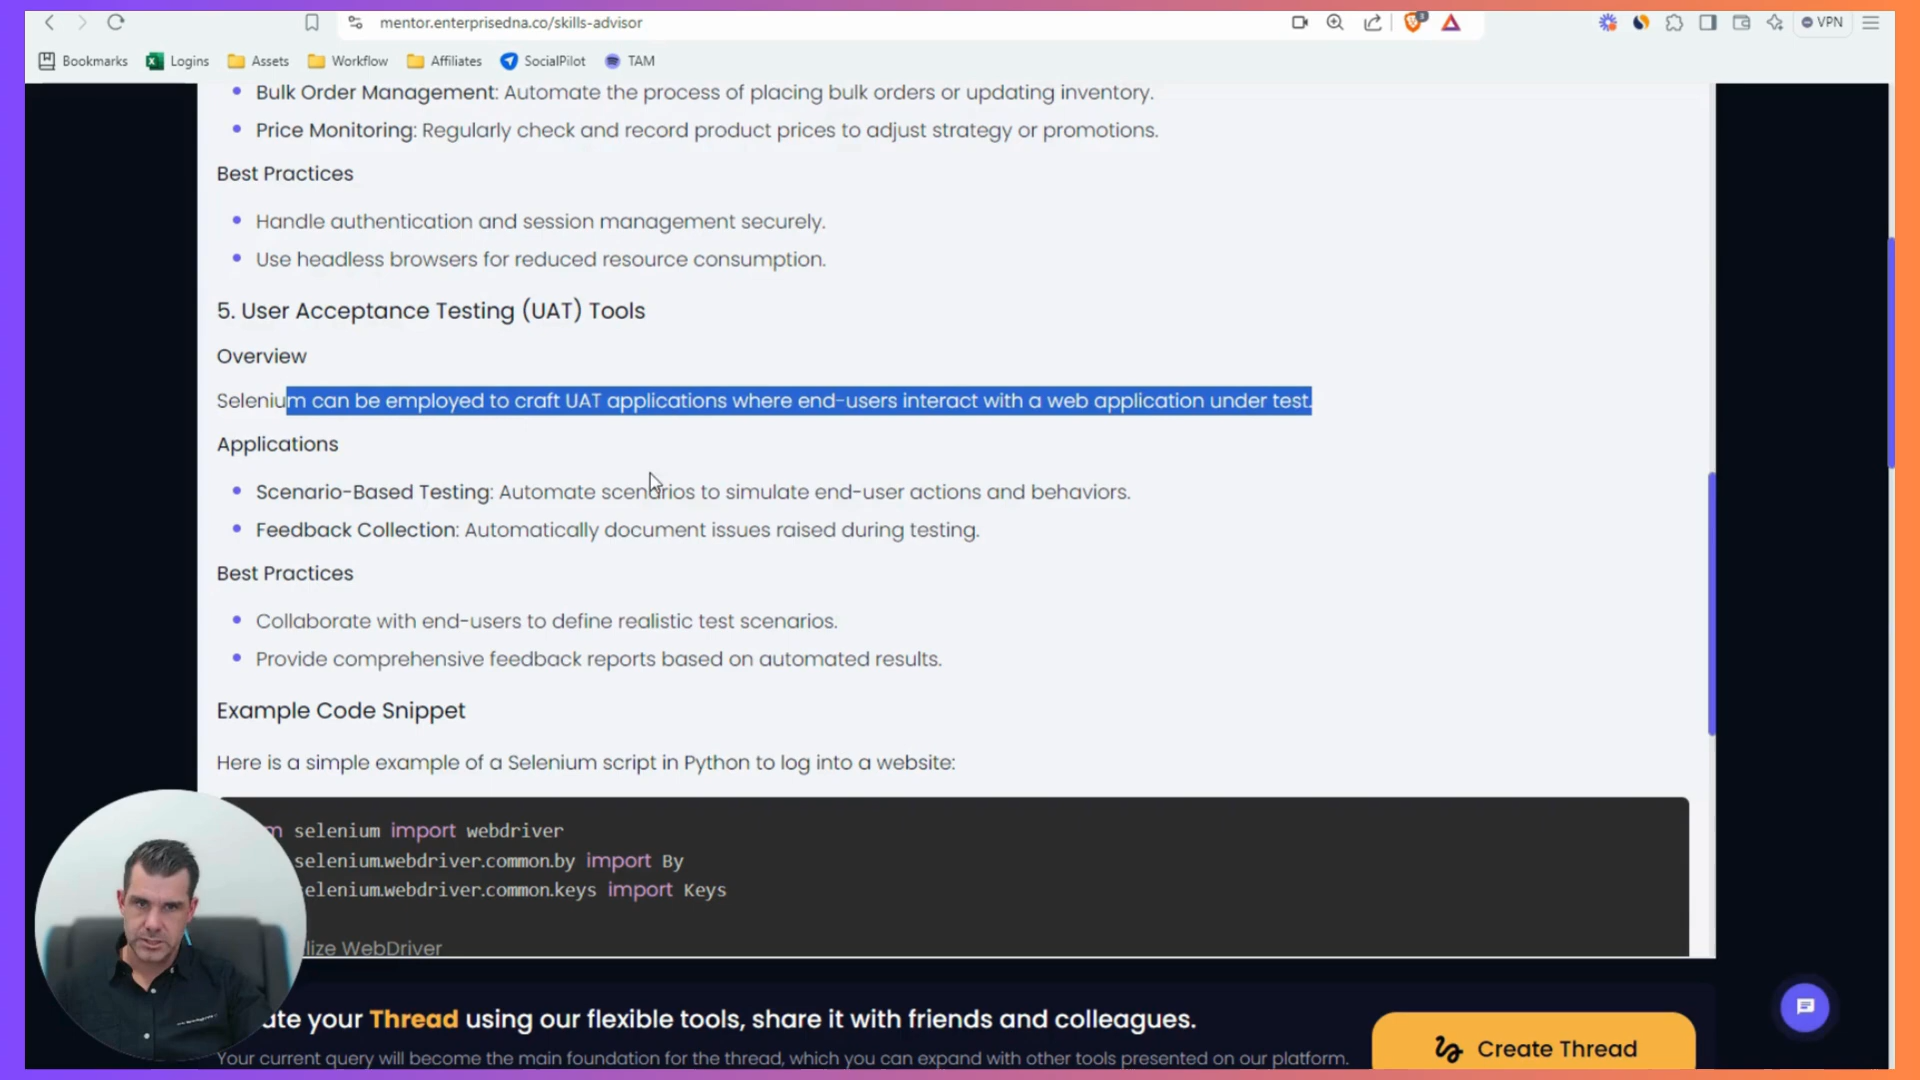 mentor.enterprisedna.co/skills-advisor
VPN
Bookmarks Logins Assets Workflow Affiliates SocialPilot TAM
Bulk Order Management: Automate the process of placing bulk orders or updating inventory.
Price Monitoring: Regularly check and record product prices to adjust strategy or promotions.
Best Practices
Handle authentication and session management securely.
Use headless browsers for reduced resource consumption.
5. User Acceptance Testing (UAT) Tools
Overview
Selenium can be employed to craft UAT applications where end-users interact with a web application under test.
Applications
Scenario-Based Testing: Automate scenarios to simulate end-user actions and behaviors.
Feedback Collection: Automatically document issues raised during testing.
Best Practices
Collaborate with end-users to define realistic test scenarios.
Provide comprehensive feedback reports based on automated results.
Example Code Snippet
Here is a simple example of a Selenium script in Python to log into a website:
m selenium import webdriver
selenium.webdriver.common.by import By
elenium.webdriver.common.keys import Keys
lize WebDriver
ate your Thread using our flexible tools, share it with friends and colleagues.
Your current query will become the main foundation for the thread, which you can expand with other tools presented on our platform.
Create Thread